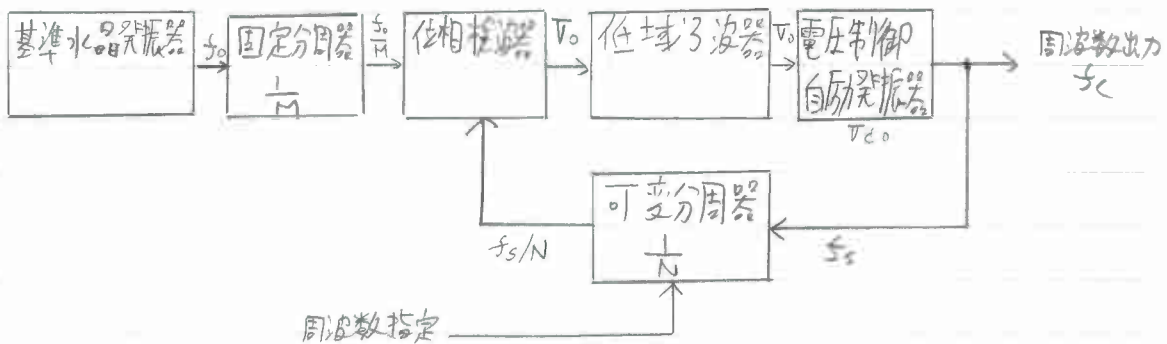 基準水晶発振器
f₀
固定分周器
1/M
f₀/M
位相検波器
V₀
低域ろ波器
V₀
電圧制御
自励発振器
周波数出力
可変分周器
1/N
fs/N
fs
周波数指定